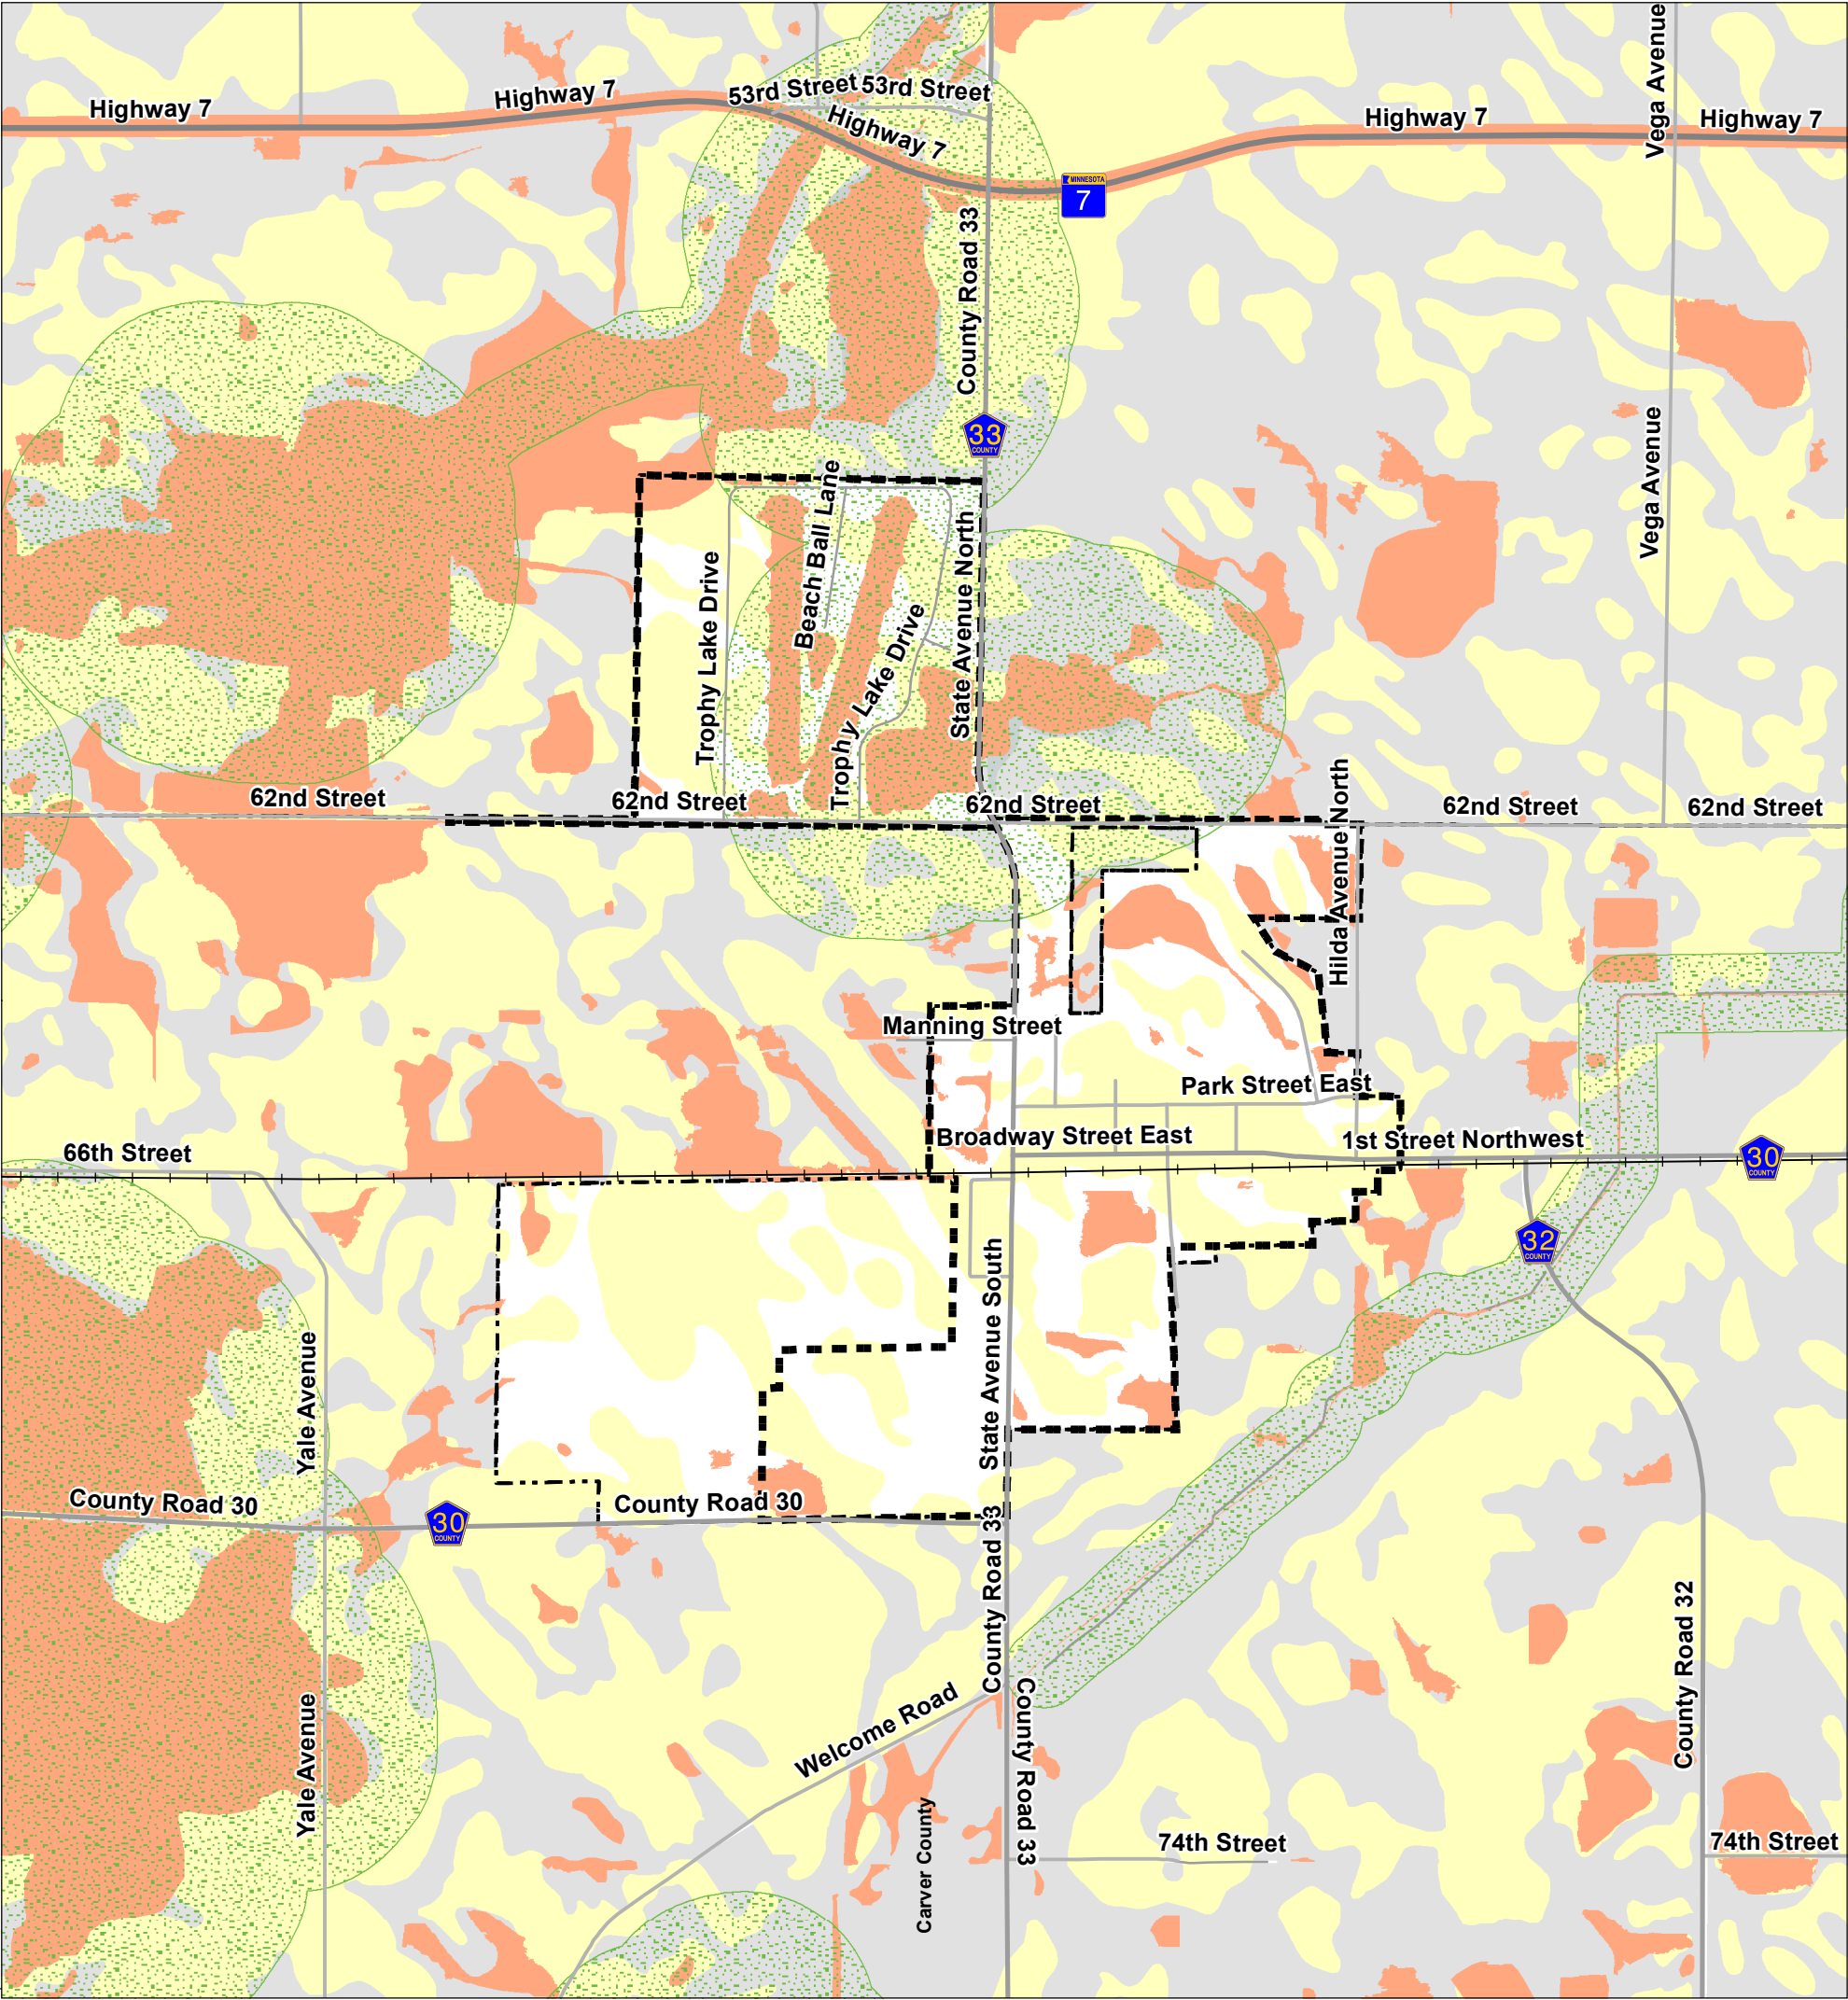 Vega Avenue
53rd Street
53rd Street
Highway 7
Highway 7
Highway 7
Highway 7
Highway 7
MINNESOTA
7
County Road 33
33
COUNTY
Vega Avenue
Beach Ball Lane
State Avenue North
Trophy Lake Drive
Trophy Lake Drive
62nd Street
62nd Street
62nd Street
62nd Street
62nd Street
Hilda Avenue North
Manning Street
Park Street East
Broadway Street East
1st Street Northwest
66th Street
30
COUNTY
32
COUNTY
State Avenue South
Yale Avenue
County Road 30
30
COUNTY
County Road 30
County Road 33
County Road 32
Welcome Road
County Road 33
Yale Avenue
Carver County
74th Street
74th Street